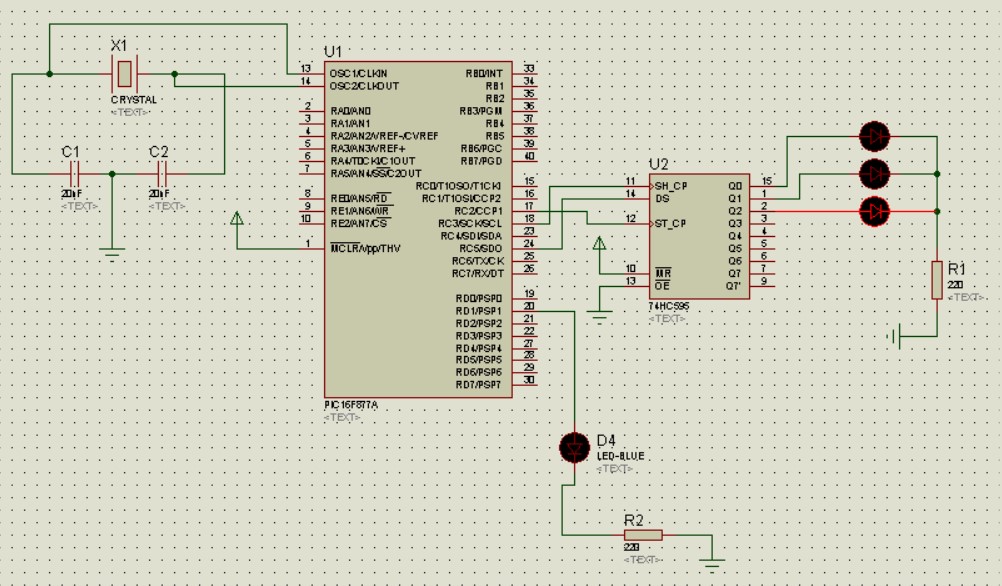 X1
CRYSTAL
<TEXT>
C1
20nF
<TEXT>
C2
20nF
<TEXT>
U1
13 OSC1/CLKIN
14 OSC2/CLKOUT
2 RA0/AN0
3 RA1/AN1
4 RA2/AN2/VREF-/CVREF
5 RA3/AN3/VREF+
6 RA4/T0CKI/C1OUT
7 RA5/AN4/SS/C2OUT
8 RE0/AN5/RD
9 RE1/AN6/WR
10 RE2/AN7/CS
1 MCLR/Vpp/THV
RB0/INT 33
RB1 34
RB2 35
RB3/PGM 36
RB4 37
RB5 38
RB6/PGC 39
RB7/PGD 40
RC0/T1OSO/T1CKI 15
RC1/T1OSI/CCP2 16
RC2/CCP1 17
RC3/SCK/SCL 18
RC4/SDI/SDA 23
RC5/SDO 24
RC6/TX/CK 25
RC7/RX/DT 26
RD0/PSP0 19
RD1/PSP1 20
RD2/PSP2 21
RD3/PSP3 22
RD4/PSP4 27
RD5/PSP5 28
RD6/PSP6 29
RD7/PSP7 30
PIC16F877A
<TEXT>
U2
11 SH_CP
14 DS
12 ST_CP
10 MR
13 OE
Q0 15
Q1 1
Q2 2
Q3 3
Q4 4
Q5 5
Q6 6
Q7 7
Q7' 9
74HC595
<TEXT>
R1
220
<TEXT>
D4
LED-BLUE
<TEXT>
R2
220
<TEXT>